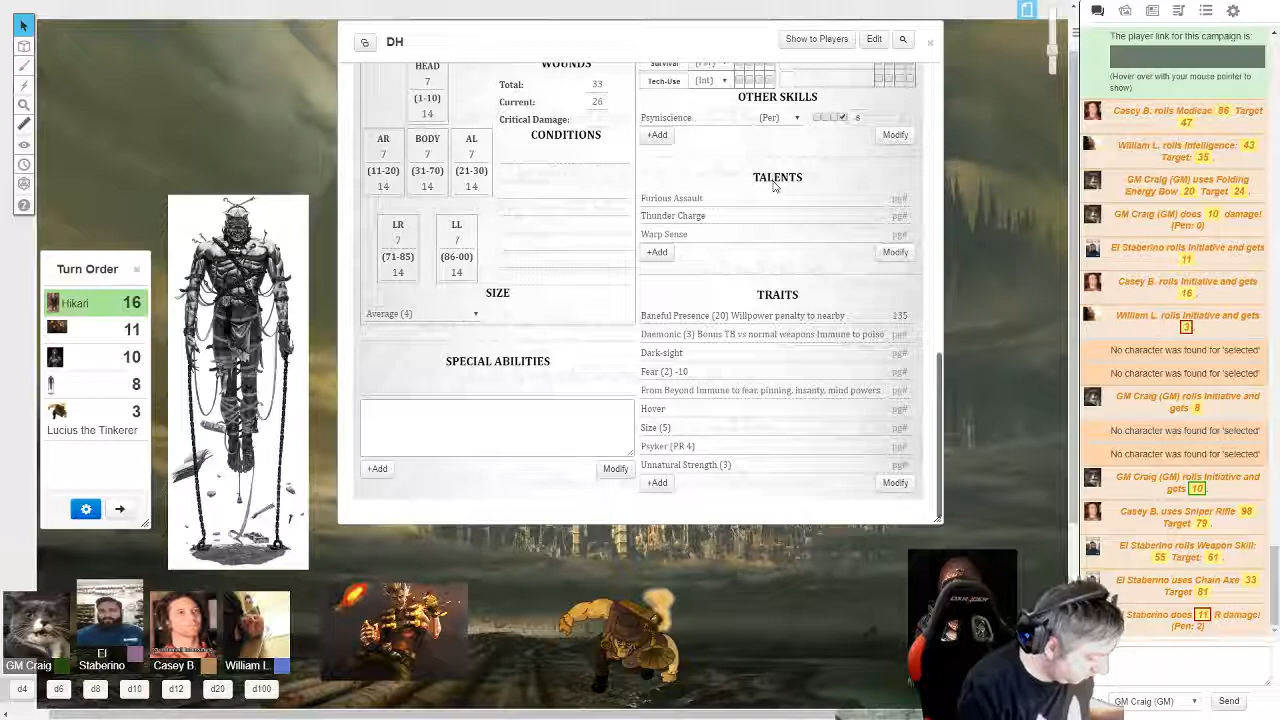 DH
Show to Players
Edit
HEAD
7
(1-10)
14
AR
7
(11-20)
14
BODY
7
(31-70)
14
AL
7
(21-30)
14
LR
7
(71-85)
14
LL
7
(86-00)
14
SIZE
Average (4)
SPECIAL ABILITIES
+Add
Modify
WOUNDS
Total: 33
Current: 26
Critical Damage:
CONDITIONS
Tech-Use (Int)
OTHER SKILLS
Psyniscience (Per)
+Add Modify
TALENTS
Furious Assault pg#
Thunder Charge pg#
Warp Sense pg#
+Add Modify
TRAITS
Baneful Presence (20) Willpower penalty to nearby 135
Daemonic (3) Bonus TB vs normal weapons Immune to poiso pg#
Dark-sight pg#
Fear (2) -10 pg#
From Beyond Immune to fear, pinning, insanty, mind powers pg#
Hover pg#
Size (5) pg#
Psyker (PR 4) pg#
Unnatural Strength (3) pg#
+Add Modify
Turn Order
Hikari 16
11
10
8
3
Lucius the Tinkerer
GM Craig
El
Staberino
Casey B.
William L.
d4 d6 d8 d10 d12 d20 d100
DXRACER
The player link for this campaign is:
(Hover over with your mouse pointer to
show)
Casey B. rolls Medicae 86 Target
47
William L. rolls Intelligence: 43
Target: 35 .
GM Craig (GM) uses Folding
Energy Bow 20 Target 24 .
GM Craig (GM) does 10 damage!
(Pen: 0)
El Staberino rolls Initiative and gets
11
Casey B. rolls Initiative and gets
16 .
William L. rolls Initiative and gets
3 .
No character was found for 'selected'
No character was found for 'selected'
GM Craig (GM) rolls Initiative and
gets 8
No character was found for 'selected'
No character was found for 'selected'
GM Craig (GM) rolls Initiative and
gets 10 .
Casey B. uses Sniper Rifle 98
Target 79 .
El Staberino rolls Weapon Skill:
55 Target: 61 .
El Staberino uses Chain Axe 33
Target 81
Staberino does 11 R damage!
(Pen: 2)
GM Craig (GM)
Send